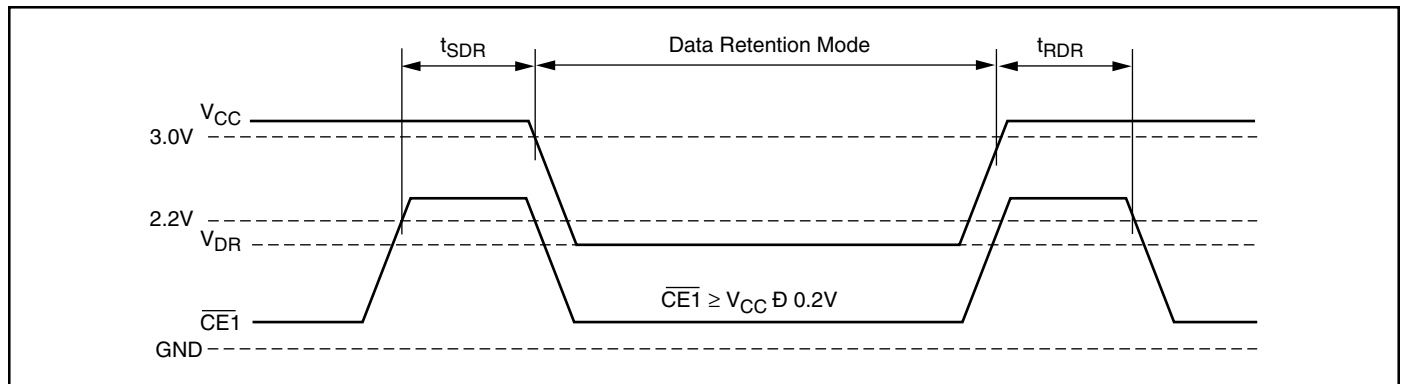 tSDR Data Retention Mode tRDR
VCC
3.0V
2.2V
VDR
CE1 ≥ VCC Ð 0.2V
CE1
GND